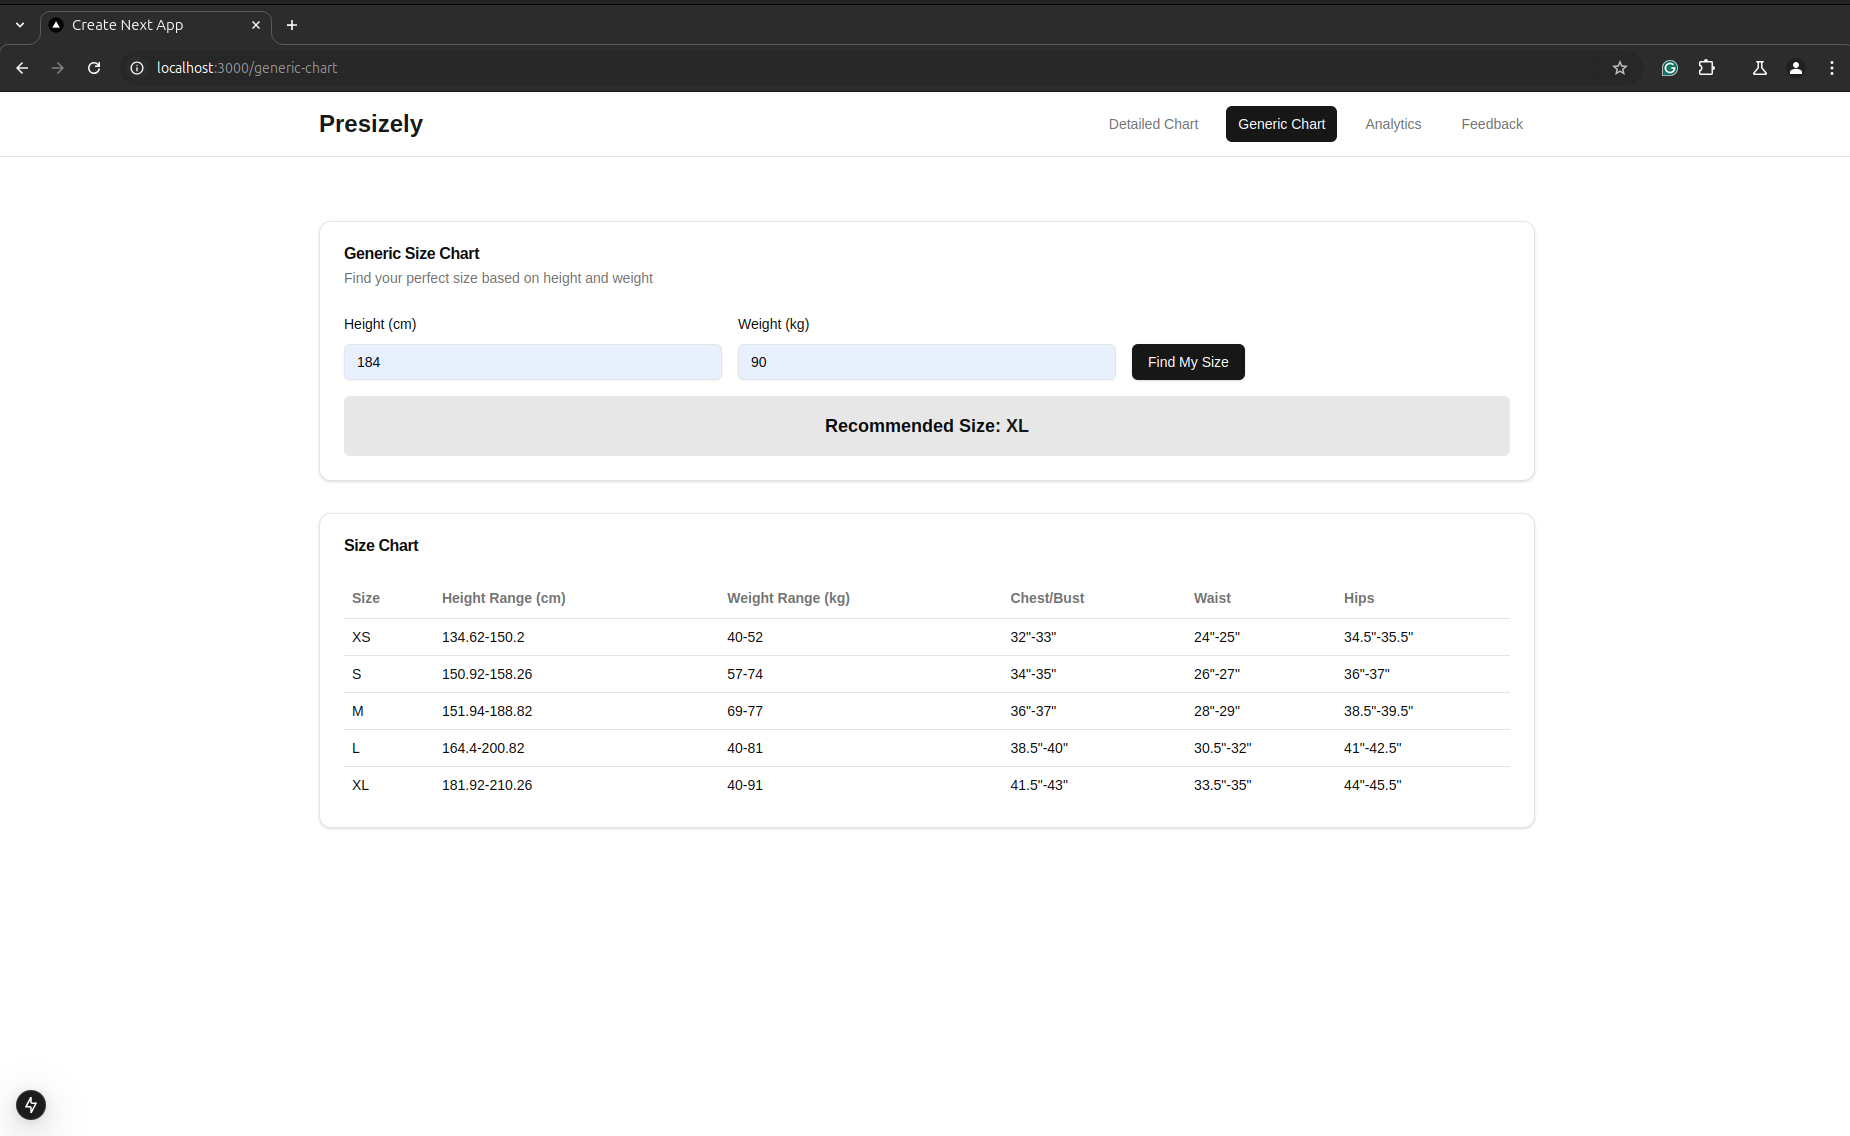 Create Next App
localhost:3000/generic-chart
Presizely
Detailed Chart Generic Chart Analytics Feedback
Generic Size Chart
Find your perfect size based on height and weight
Height (cm) Weight (kg)
184 90 Find My Size
Recommended Size: XL
Size Chart
Size Height Range (cm) Weight Range (kg) Chest/Bust Waist Hips
XS 134.62-150.2 40-52 32"-33" 24"-25" 34.5"-35.5"
S 150.92-158.26 57-74 34"-35" 26"-27" 36"-37"
M 151.94-188.82 69-77 36"-37" 28"-29" 38.5"-39.5"
L 164.4-200.82 40-81 38.5"-40" 30.5"-32" 41"-42.5"
XL 181.92-210.26 40-91 41.5"-43" 33.5"-35" 44"-45.5"